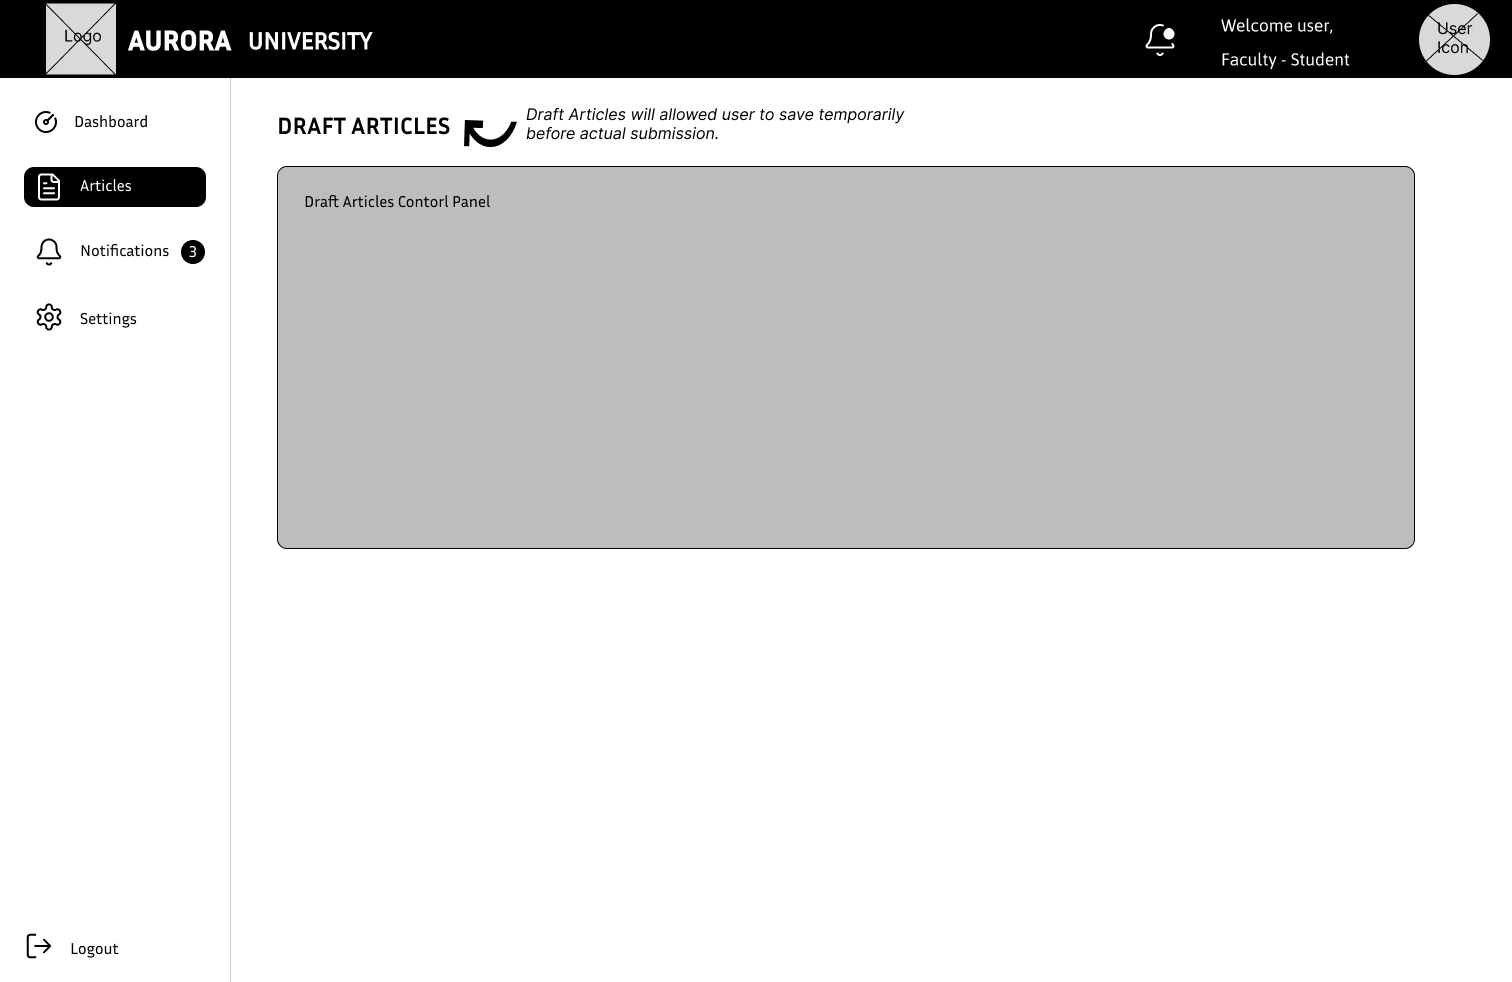 Logo
AURORA UNIVERSITY
Welcome user,
Faculty - Student
User
Icon
Dashboard
Articles
Notifications 3
Settings
Logout
DRAFT ARTICLES
Draft Articles will allowed user to save temporarily
before actual submission.
Draft Articles Contorl Panel